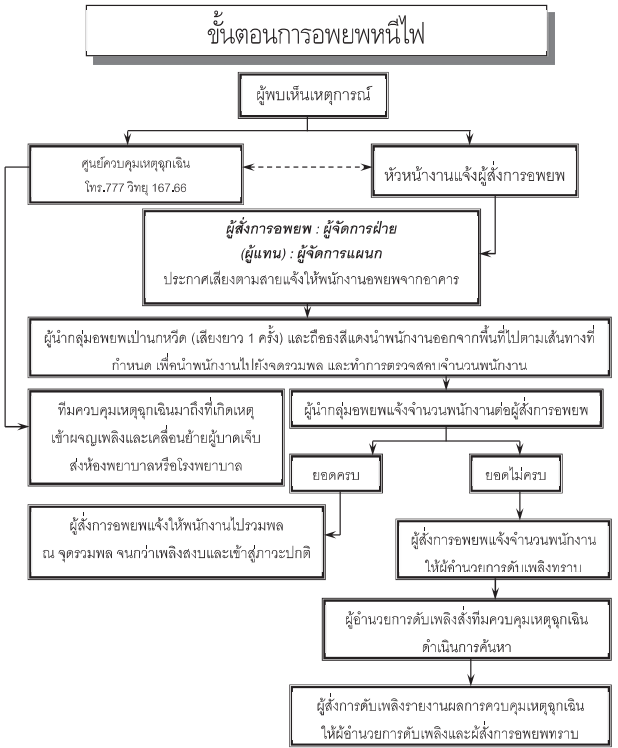 ขั้นตอนการอพยพหนีไฟ
ผู้พบเห็นเหตุการณ์
ศูนย์ควบคุมเหตุฉุกเฉิน
โทร.777 วิทยุ 167.66
หัวหน้างานแจ้งผู้สั่งการอพยพ
ผู้สั่งการอพยพ : ผู้จัดการฝ่าย
(ผู้แทน) : ผู้จัดการแผนก
ประกาศเสียงตามสายแจ้งให้พนักงานอพยพจากอาคาร
ผู้นำกลุ่มอพยพเป่านกหวีด (เสียงยาว 1 ครั้ง) และถือธงสีแดงนำพนักงานออกจากพื้นที่ไปตามเส้นทางที่
กำหนด เพื่อนำพนักงานไปยังจุดรวมพล และทำการตรวจสอบจำนวนพนักงาน
ทีมควบคุมเหตุฉุกเฉินมาถึงที่เกิดเหตุ
เข้าผจญเพลิงและเคลื่อนย้ายผู้บาดเจ็บ
ส่งห้องพยาบาลหรือโรงพยาบาล
ผู้นำกลุ่มอพยพแจ้งจำนวนพนักงานต่อผู้สั่งการอพยพ
ยอดครบ
ยอดไม่ครบ
ผู้สั่งการอพยพแจ้งให้พนักงานไปรวมพล
ณ จุดรวมพล จนกว่าเพลิงสงบและเข้าสู่ภาวะปกติ
ผู้สั่งการอพยพแจ้งจำนวนพนักงาน
ให้ผู้อำนวยการดับเพลิงทราบ
ผู้อำนวยการดับเพลิงสั่งทีมควบคุมเหตุฉุกเฉิน
ดำเนินการค้นหา
ผู้สั่งการดับเพลิงรายงานผลการควบคุมเหตุฉุกเฉิน
ให้ผู้อำนวยการดับเพลิงและผู้สั่งการอพยพทราบ